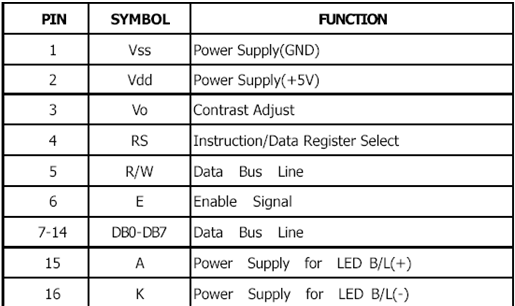 PIN SYMBOL FUNCTION
1 Vss Power Supply(GND)
2 Vdd Power Supply(+5V)
3 Vo Contrast Adjust
4 RS Instruction/Data Register Select
5 R/W Data Bus Line
6 E Enable Signal
7-14 DB0-DB7 Data Bus Line
15 A Power Supply for LED B/L(+)
16 K Power Supply for LED B/L(-)